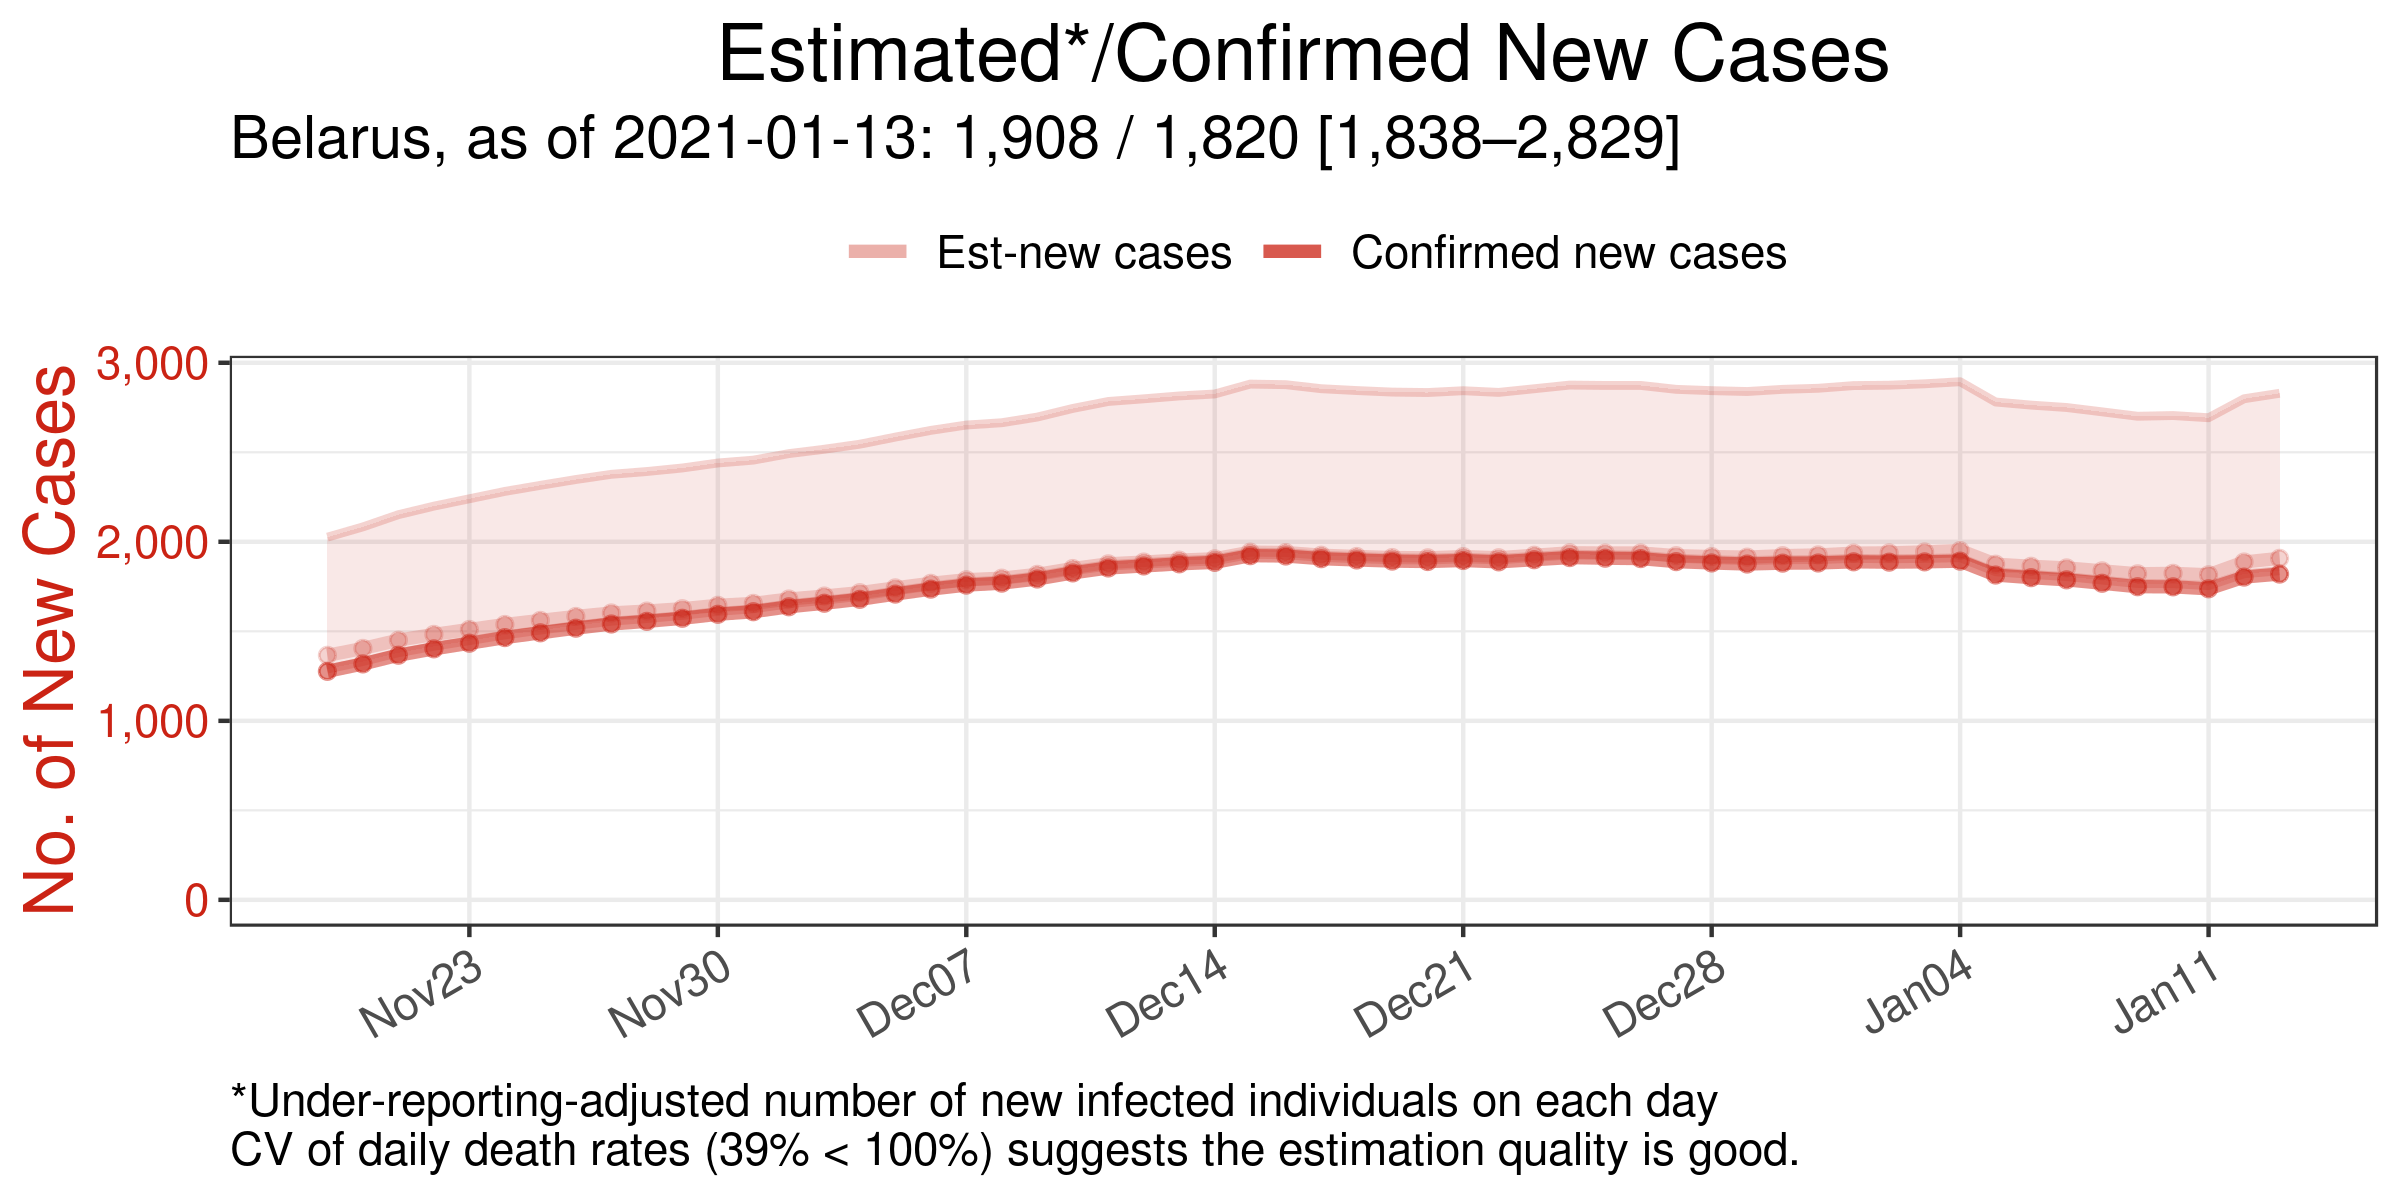 Estimated*/Confirmed New Cases
Belarus, as of 2021-01-13: 1,908 / 1,820 [1,838–2,829]
Est-new cases
Confirmed new cases
No. of New Cases
3,000
2,000
1,000
0
Nov23
Nov30
Dec07
Dec14
Dec21
Dec28
Jan04
Jan11
*Under-reporting-adjusted number of new infected individuals on each day
CV of daily death rates (39% < 100%) suggests the estimation quality is good.